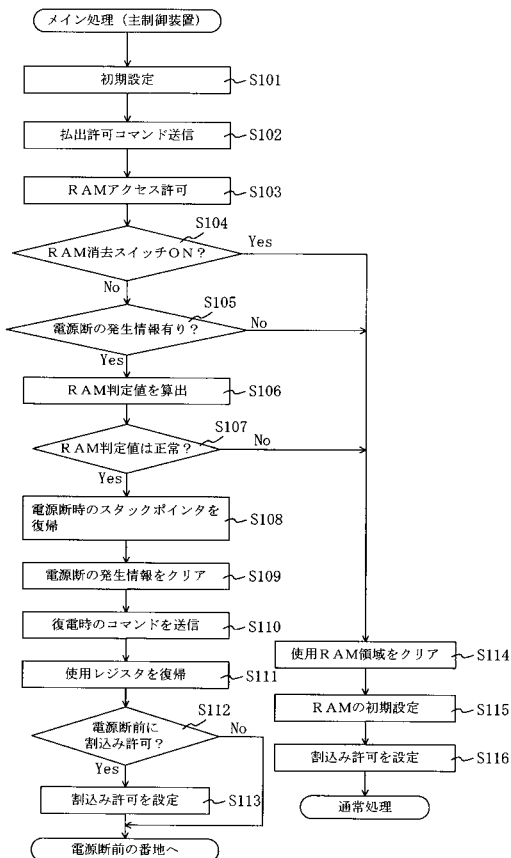 メイン処理（主制御装置）
初期設定
S101
払出許可コマンド送信
S102
RAMアクセス許可
S103
S104
RAM消去スイッチON？
Yes
No
S105
電源断の発生情報有り？
No
Yes
RAM判定値を算出
S106
S107
RAM判定値は正常？
No
Yes
電源断時のスタックポインタを
復帰
S108
電源断の発生情報をクリア
S109
復電時のコマンドを送信
S110
使用レジスタを復帰
S111
S112
電源断前に
割込み許可？
No
Yes
割込み許可を設定
S113
電源断前の番地へ
使用RAM領域をクリア
S114
RAMの初期設定
S115
割込み許可を設定
S116
通常処理